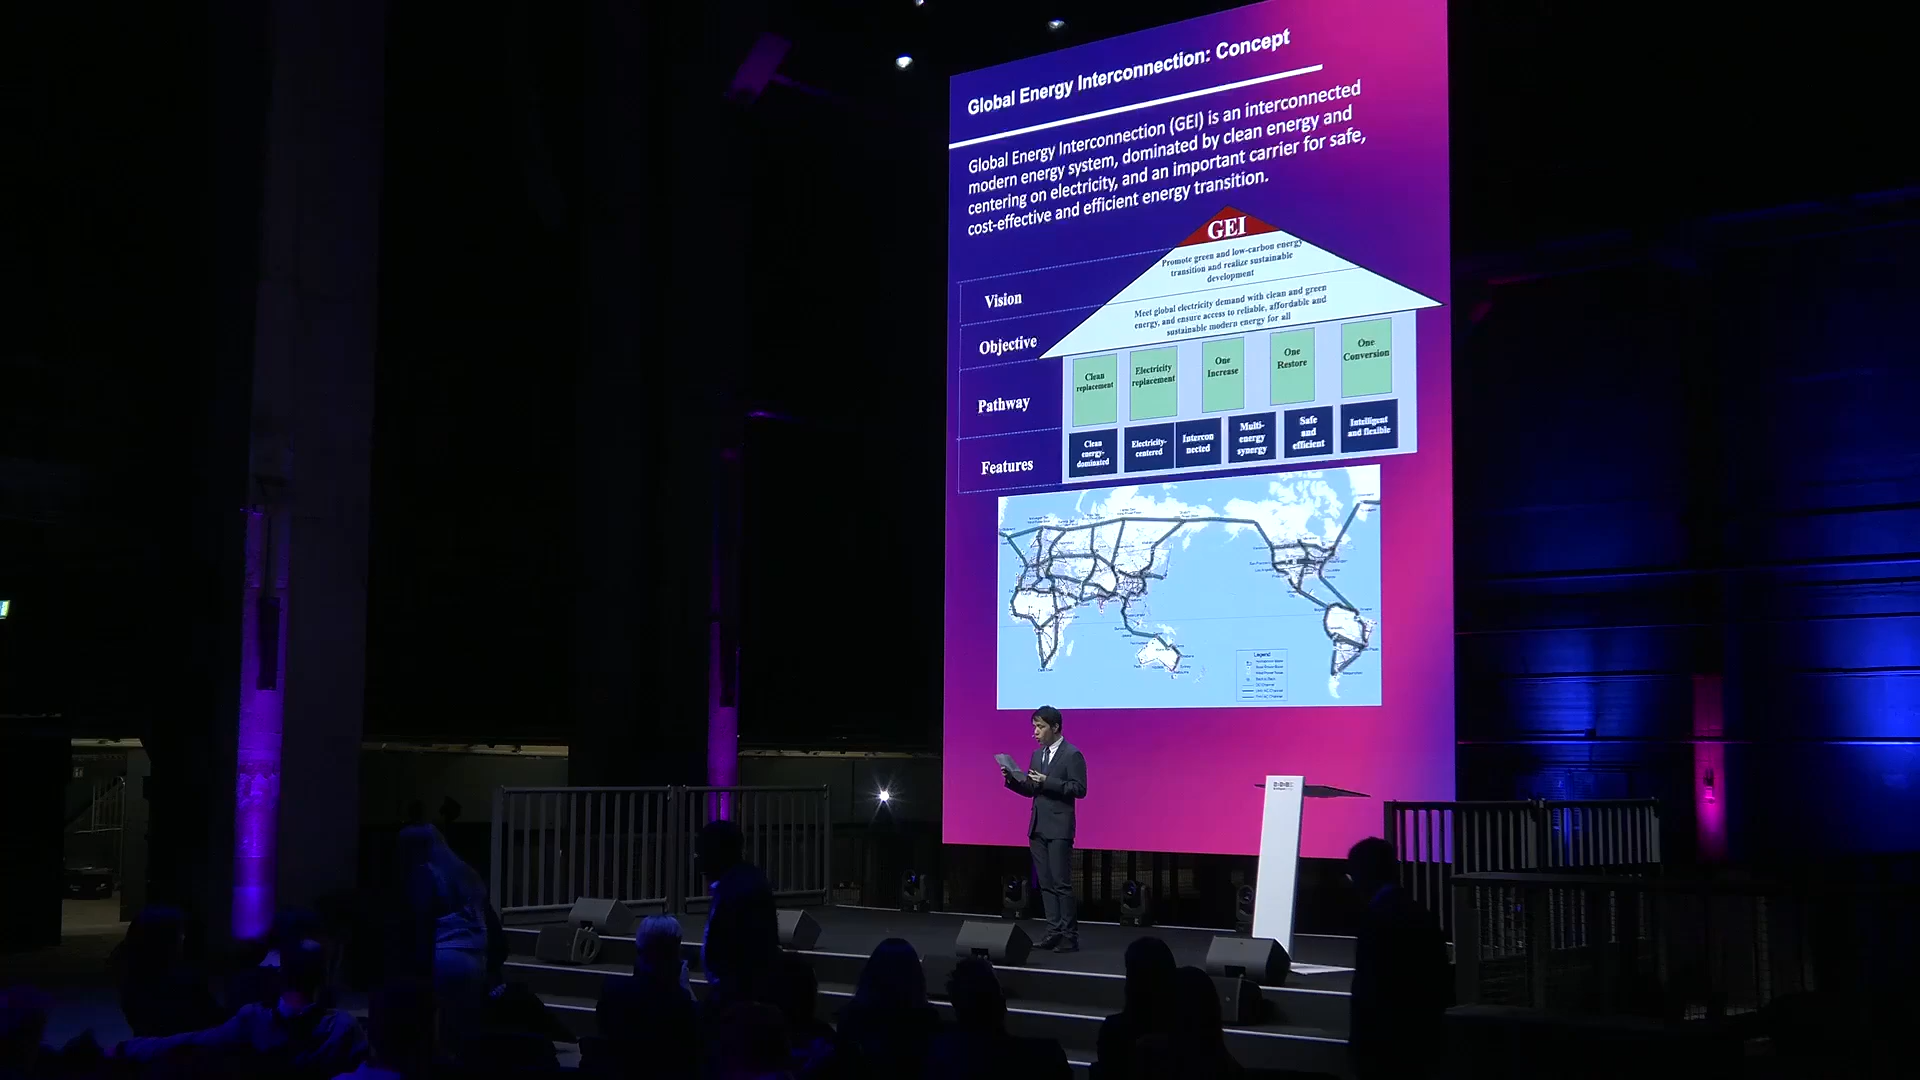 Global Energy Interconnection: Concept
Global Energy Interconnection (GEI) is an interconnected
modern energy system, dominated by clean energy and
centering on electricity, and an important carrier for safe,
cost-effective and efficient energy transition.
GEI
Vision
Promote green and low-carbon energy
transition and realize sustainable
development
Objective
Meet global electricity demand with clean and green
energy, and ensure access to reliable, affordable and
sustainable modern energy for all
Pathway
Clean
replacement
Electricity
replacement
One
Increase
One
Restore
One
Conversion
Features
Clean
energy-
dominated
Electricity-
centered
Intercon
nected
Multi-
energy
synergy
Safe
and
efficient
Intelligent
and flexible
Legend